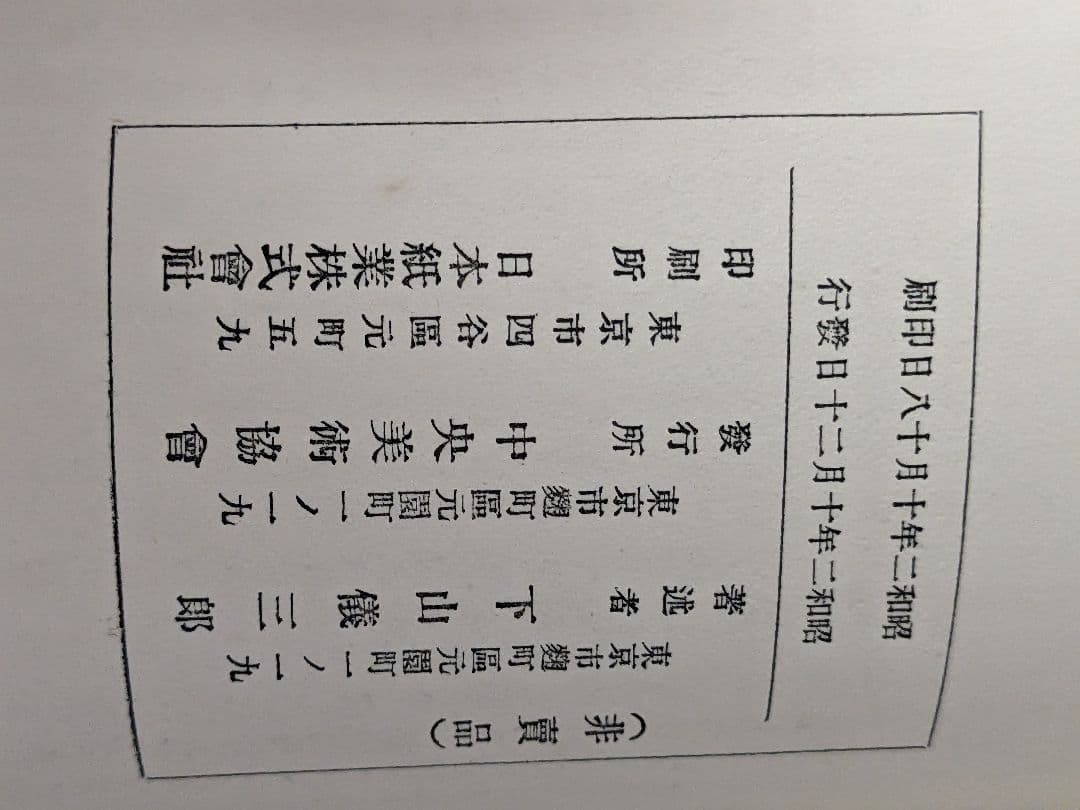 昭和二年十月十八日印刷
昭和二年十月二十日發行
(非賣品)
東京市麴町區元園町一ノ一九
著述者 下山儀三郎
東京市麴町區元園町一ノ一九
發行所 中央美術協會
東京市四谷區元町五九
印刷所 日本紙業株式會社